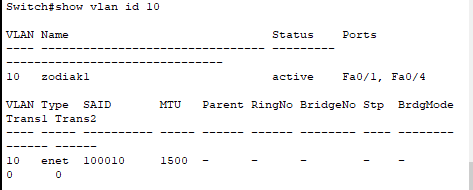 Switch#show vlan id 10
VLAN Name                             Status    Ports
---- -------------------------------- --------- -------------------------------
10   zodiak1                          active    Fa0/1, Fa0/4
VLAN Type  SAID       MTU   Parent RingNo BridgeNo Stp  BrdgMode
Trans1 Trans2
---- ----- ---------- ----- ------ ------ -------- ---- --------
------ ------
10   enet  100010     1500  -      -      -        -    -
0      0